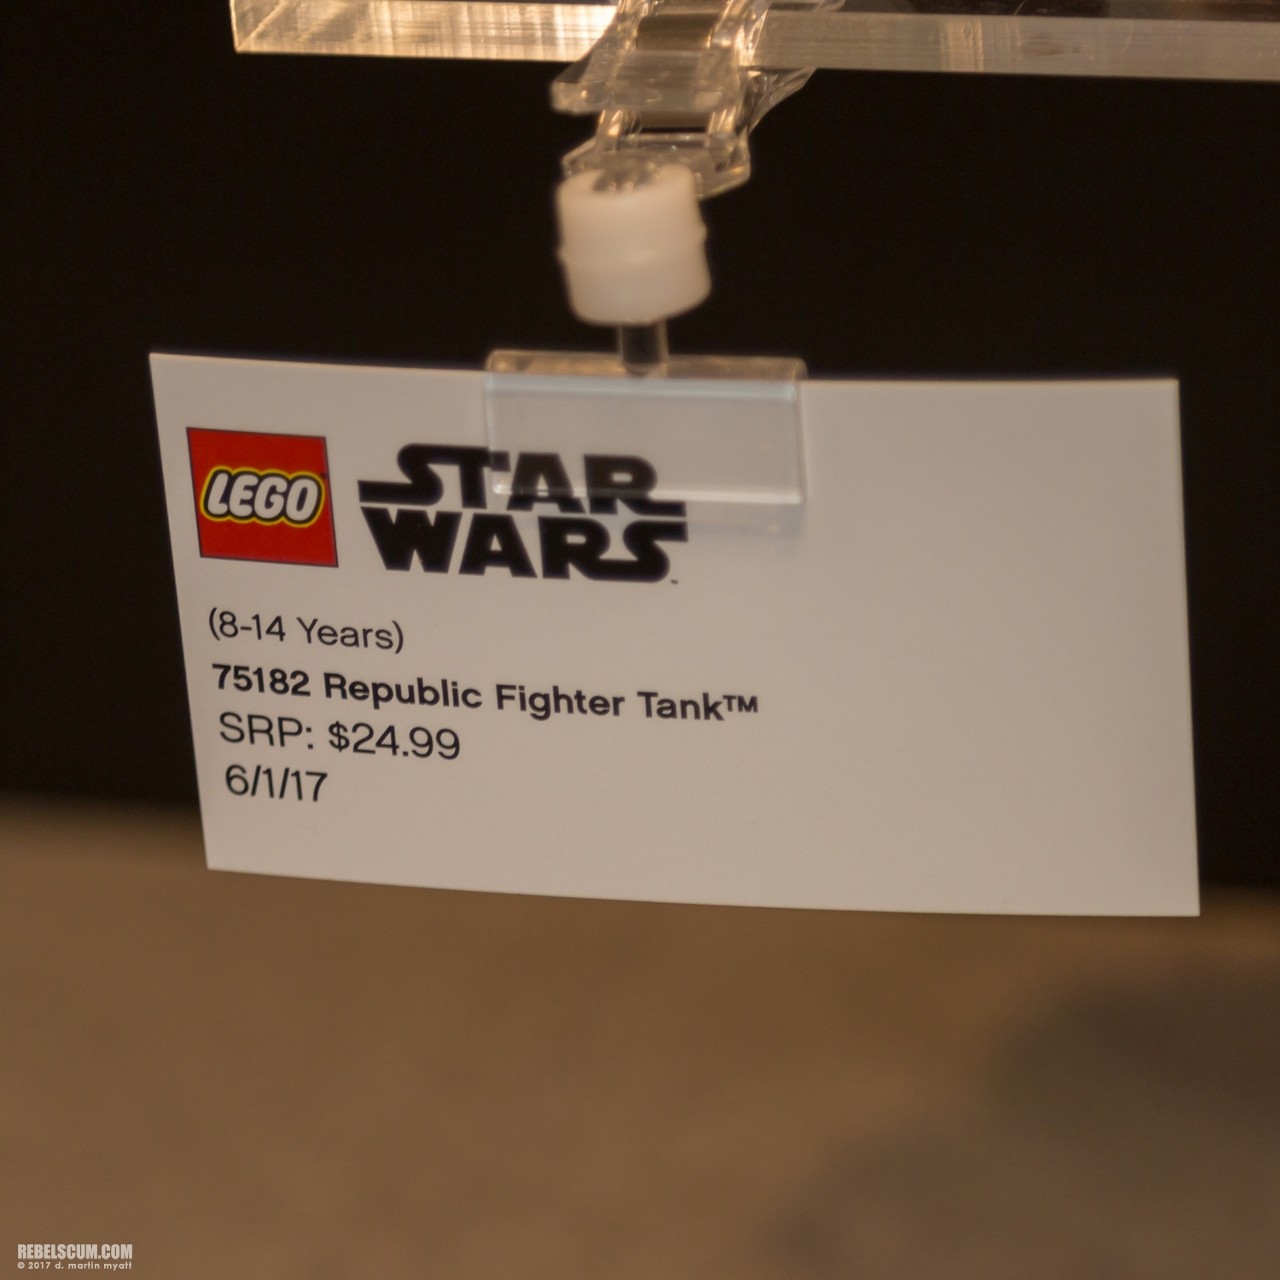 LEGO
STAR
WARS
(8-14 Years)
75182 Republic Fighter Tank™
SRP: $24.99
6/1/17
REBELSCUM.COM
© 2017 d. martin myatt